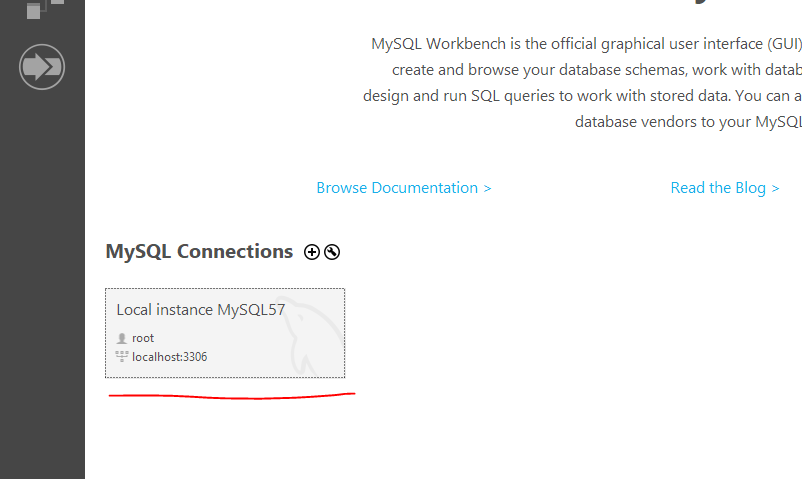 MySQL Workbench is the official graphical user interface (GUI)
create and browse your database schemas, work with datab
design and run SQL queries to work with stored data. You can a
database vendors to your MySQL
Browse Documentation >
Read the Blog >
MySQL Connections
Local instance MySQL57
root
localhost:3306